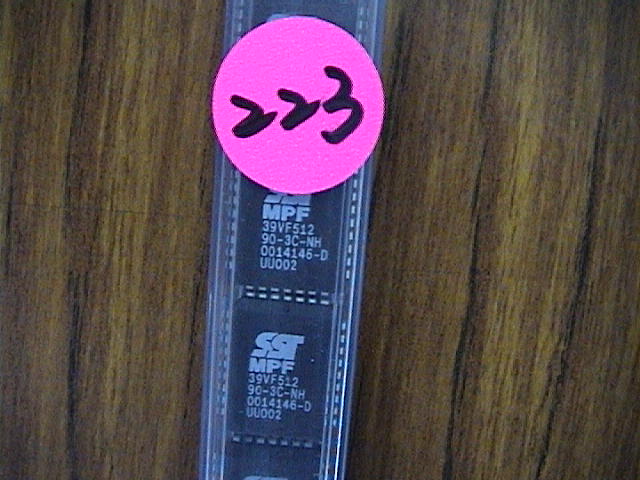 223
SST
MPF
39VF512
90-3C-NH
0014146-D
UU002
SST
MPF
39VF512
90-3C-NH
0014146-D
UU002